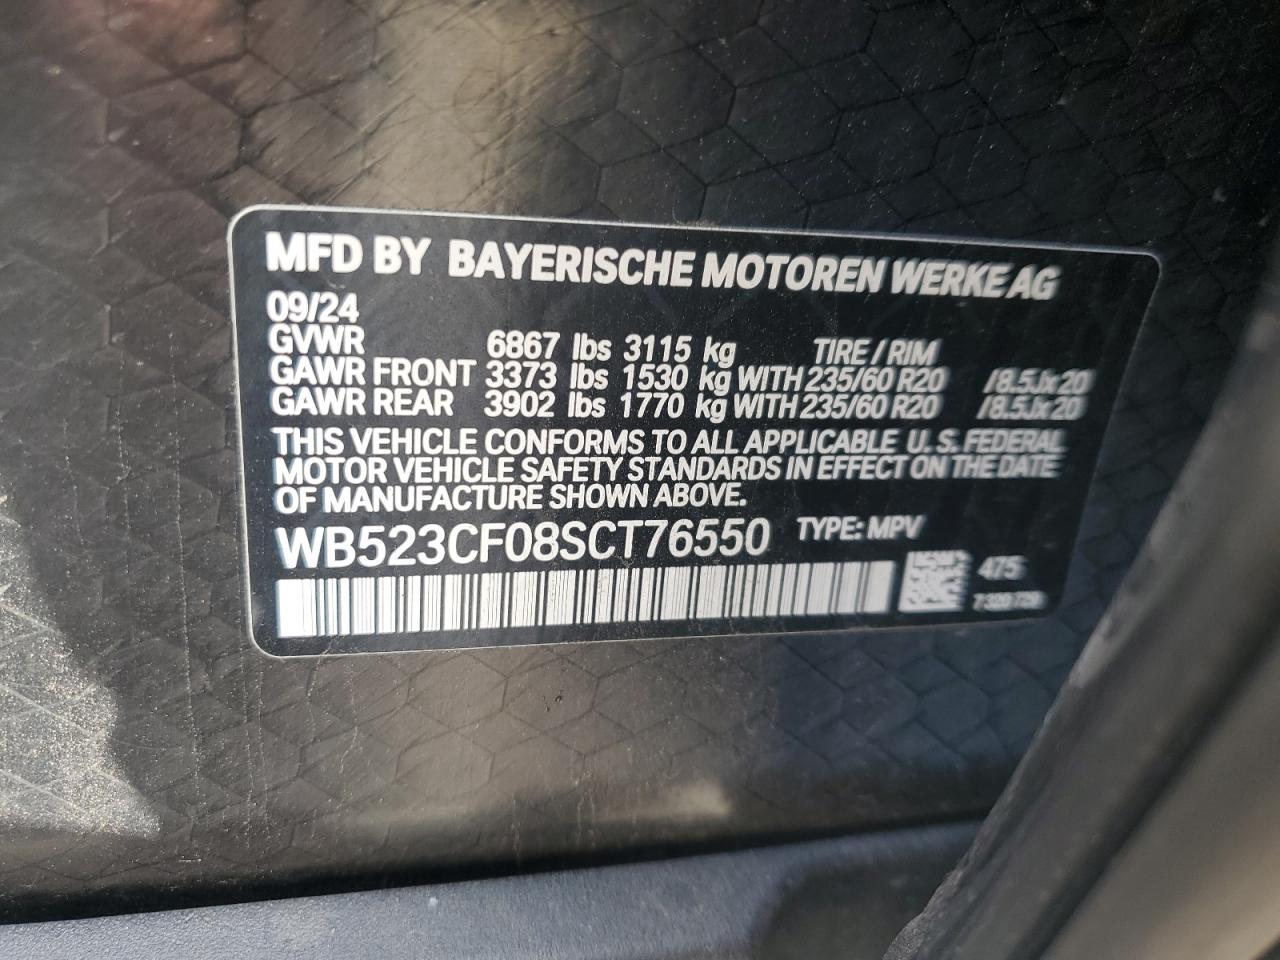 MFD BY BAYERISCHE MOTOREN WERKE AG
09/24
GVWR 6867 lbs 3115 kg TIRE / RIM
GAWR FRONT 3373 lbs 1530 kg WITH 235/60 R20 /8.5Jx20
GAWR REAR 3902 lbs 1770 kg WITH 235/60 R20 /8.5Jx20
THIS VEHICLE CONFORMS TO ALL APPLICABLE U.S. FEDERAL
MOTOR VEHICLE SAFETY STANDARDS IN EFFECT ON THE DATE
OF MANUFACTURE SHOWN ABOVE.
WB523CF08SCT76550 TYPE: MPV
475